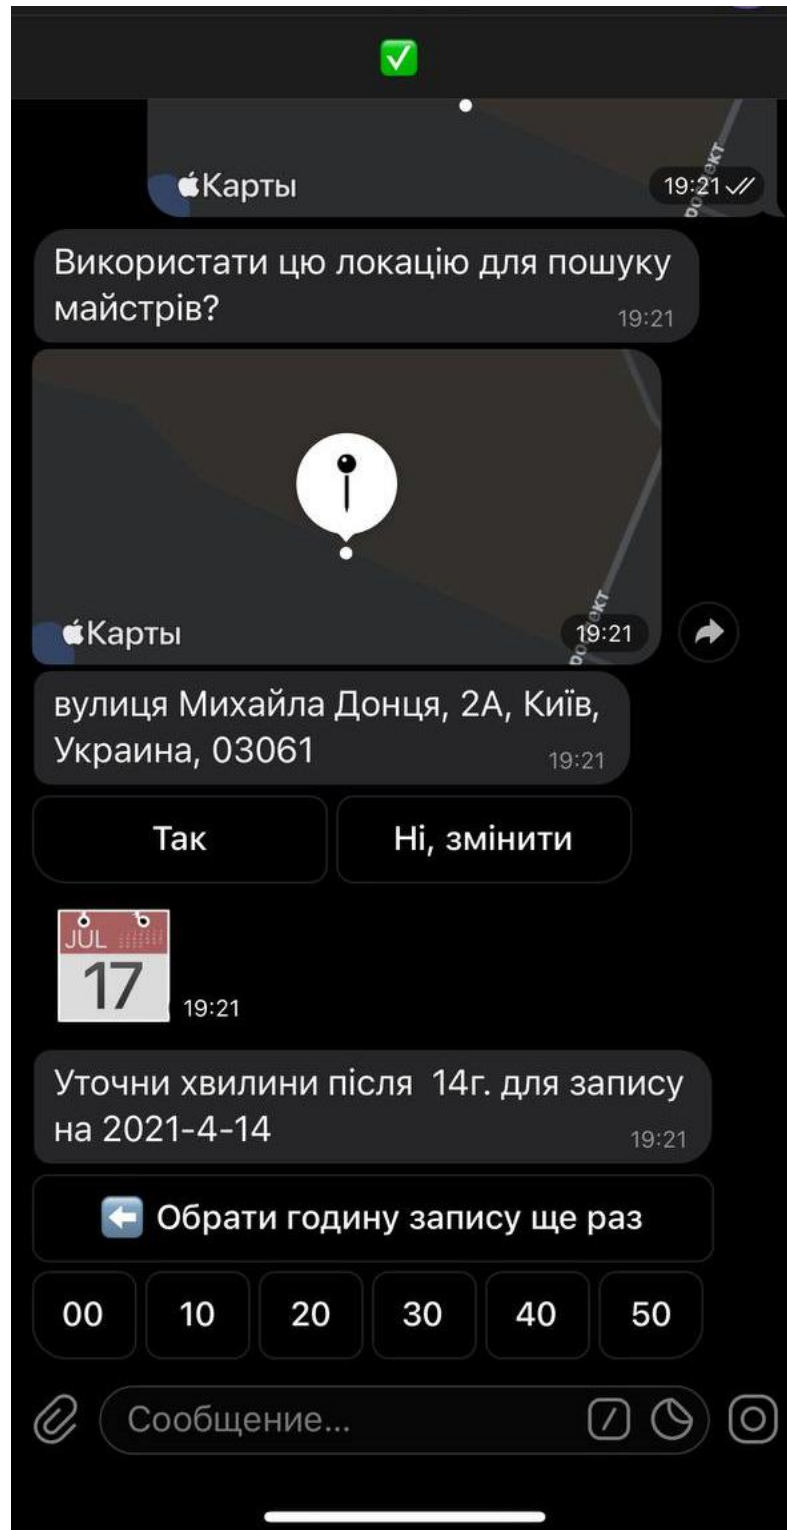 Карты
19:21
Використати цю локацію для пошуку
майстрів?
19:21
Карты
19:21
вулиця Михайла Донця, 2А, Київ,
Украина, 03061
19:21
Так Ні, змінити
JUL
17
19:21
Уточни хвилини після 14г. для запису
на 2021-4-14
19:21
Обрати годину запису ще раз
00 10 20 30 40 50
Сообщение...